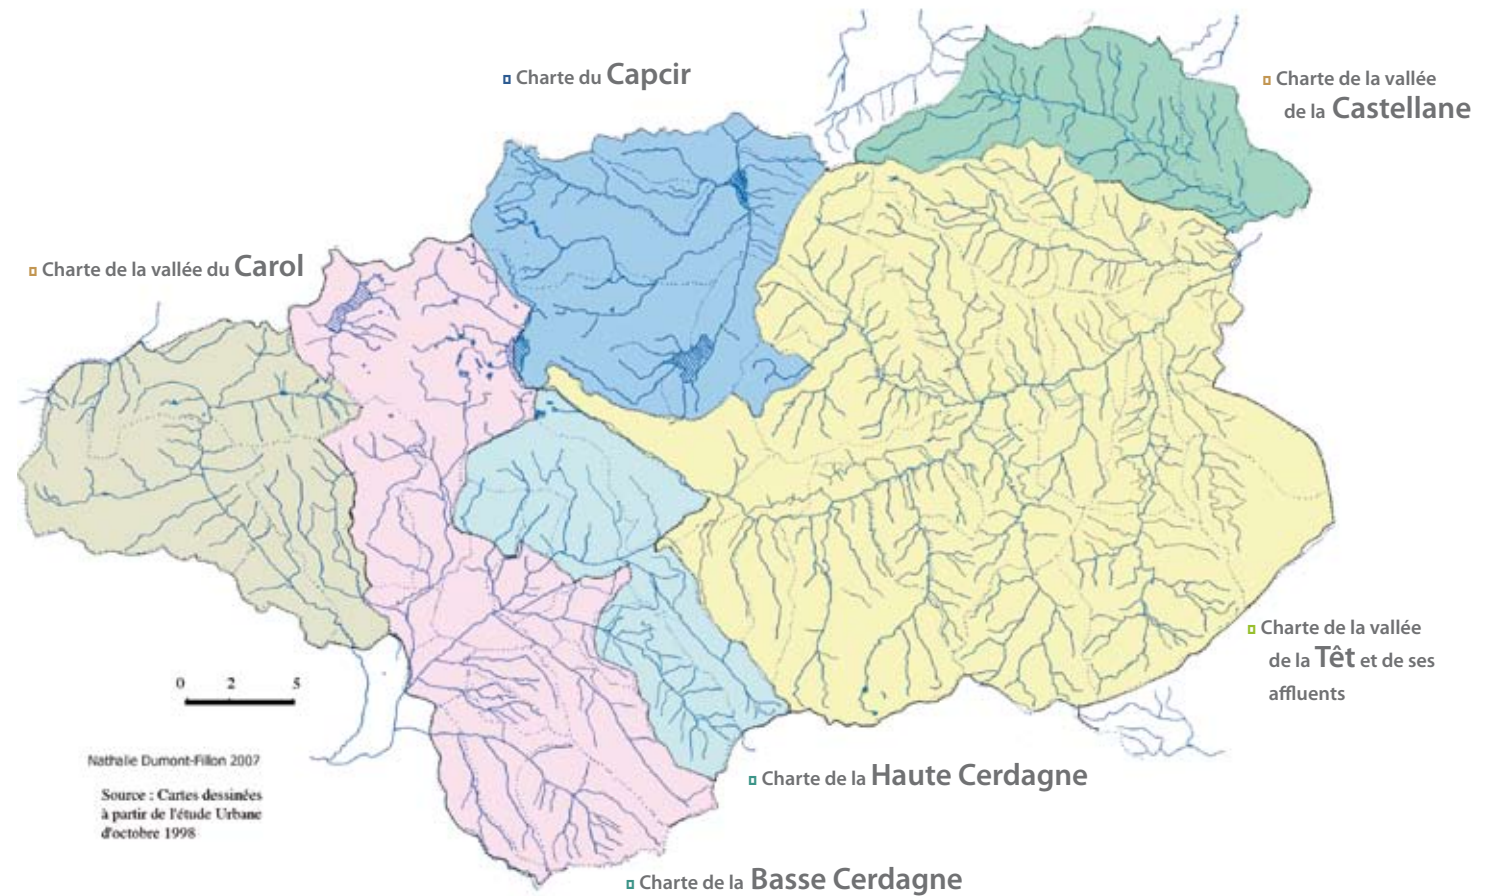 Charte du Capcir
Charte de la vallée
de la Castellane
Charte de la vallée du Carol
Charte de la vallée
de la Têt et de ses
affluents
0 2 5
Nathalie Dumont-Fillon 2007
Source : Cartes dessinées
à partir de l'étude Urbane
d'octobre 1998
Charte de la Haute Cerdagne
Charte de la Basse Cerdagne